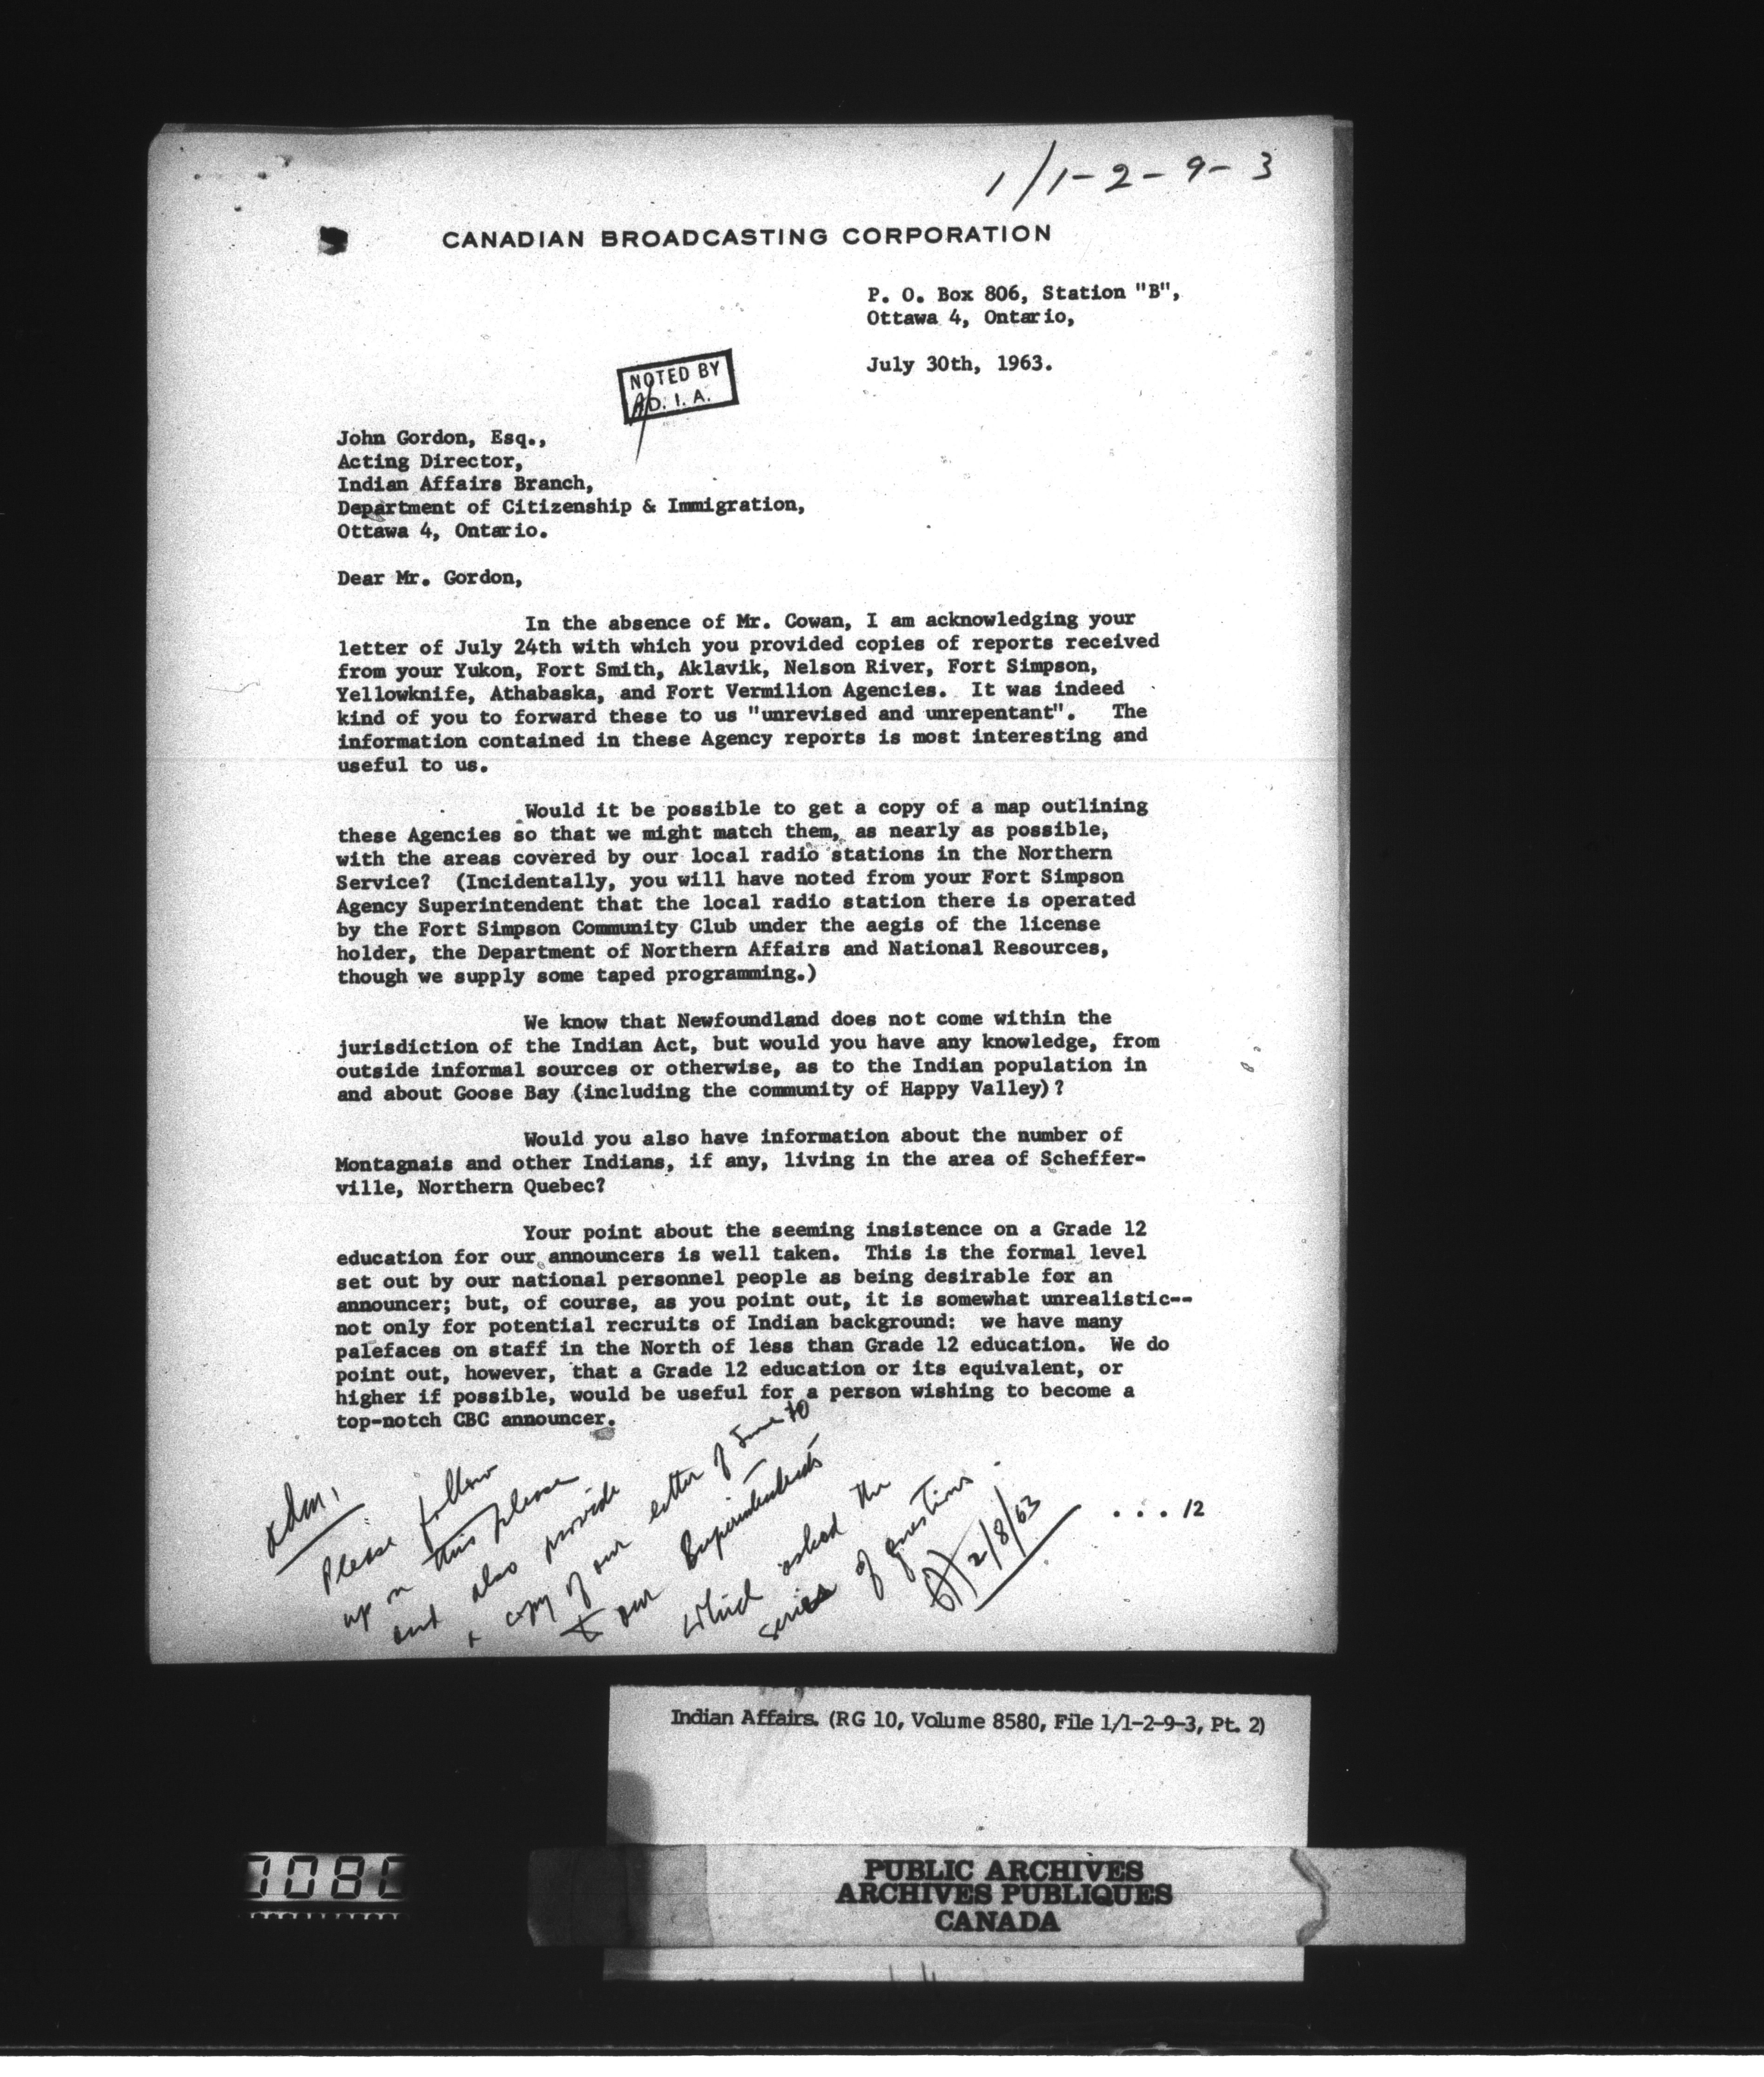 1/1-2-9-3
CANADIAN BROADCASTING CORPORATION
P. O. Box 806, Station "B",
Ottawa 4, Ontario,
July 30th, 1963.
NOTED BY
D. I. A.
John Gordon, Esq.,
Acting Director,
Indian Affairs Branch,
Department of Citizenship & Immigration,
Ottawa 4, Ontario.
Dear Mr. Gordon,
In the absence of Mr. Cowan, I am acknowledging your
letter of July 24th with which you provided copies of reports received
from your Yukon, Fort Smith, Aklavik, Nelson River, Fort Simpson,
Yellowknife, Athabaska, and Fort Vermilion Agencies. It was indeed
kind of you to forward these to us "unrevised and unrepentant". The
information contained in these Agency reports is most interesting and
useful to us.
Would it be possible to get a copy of a map outlining
these Agencies so that we might match them, as nearly as possible,
with the areas covered by our local radio stations in the Northern
Service? (Incidentally, you will have noted from your Fort Simpson
Agency Superintendent that the local radio station there is operated
by the Fort Simpson Community Club under the aegis of the license
holder, the Department of Northern Affairs and National Resources,
though we supply some taped programming.)
We know that Newfoundland does not come within the
jurisdiction of the Indian Act, but would you have any knowledge, from
outside informal sources or otherwise, as to the Indian population in
and about Goose Bay (including the community of Happy Valley)?
Would you also have information about the number of
Montagnais and other Indians, if any, living in the area of Scheffer-
ville, Northern Quebec?
Your point about the seeming insistence on a Grade 12
education for our announcers is well taken. This is the formal level
set out by our national personnel people as being desirable for an
announcer; but, of course, as you point out, it is somewhat unrealistic--
not only for potential recruits of Indian background: we have many
palefaces on staff in the North of less than Grade 12 education. We do
point out, however, that a Grade 12 education or its equivalent, or
higher if possible, would be useful for a person wishing to become a
top-notch CBC announcer.
Please follow
up on this please
and also provide
a copy of our letter of June 10
to our Superintendents
which asked the
series of questions.
2/8/63
. . . /2
Indian Affairs. (RG 10, Volume 8580, File 1/1-2-9-3, Pt. 2)
PUBLIC ARCHIVES
ARCHIVES PUBLIQUES
CANADA